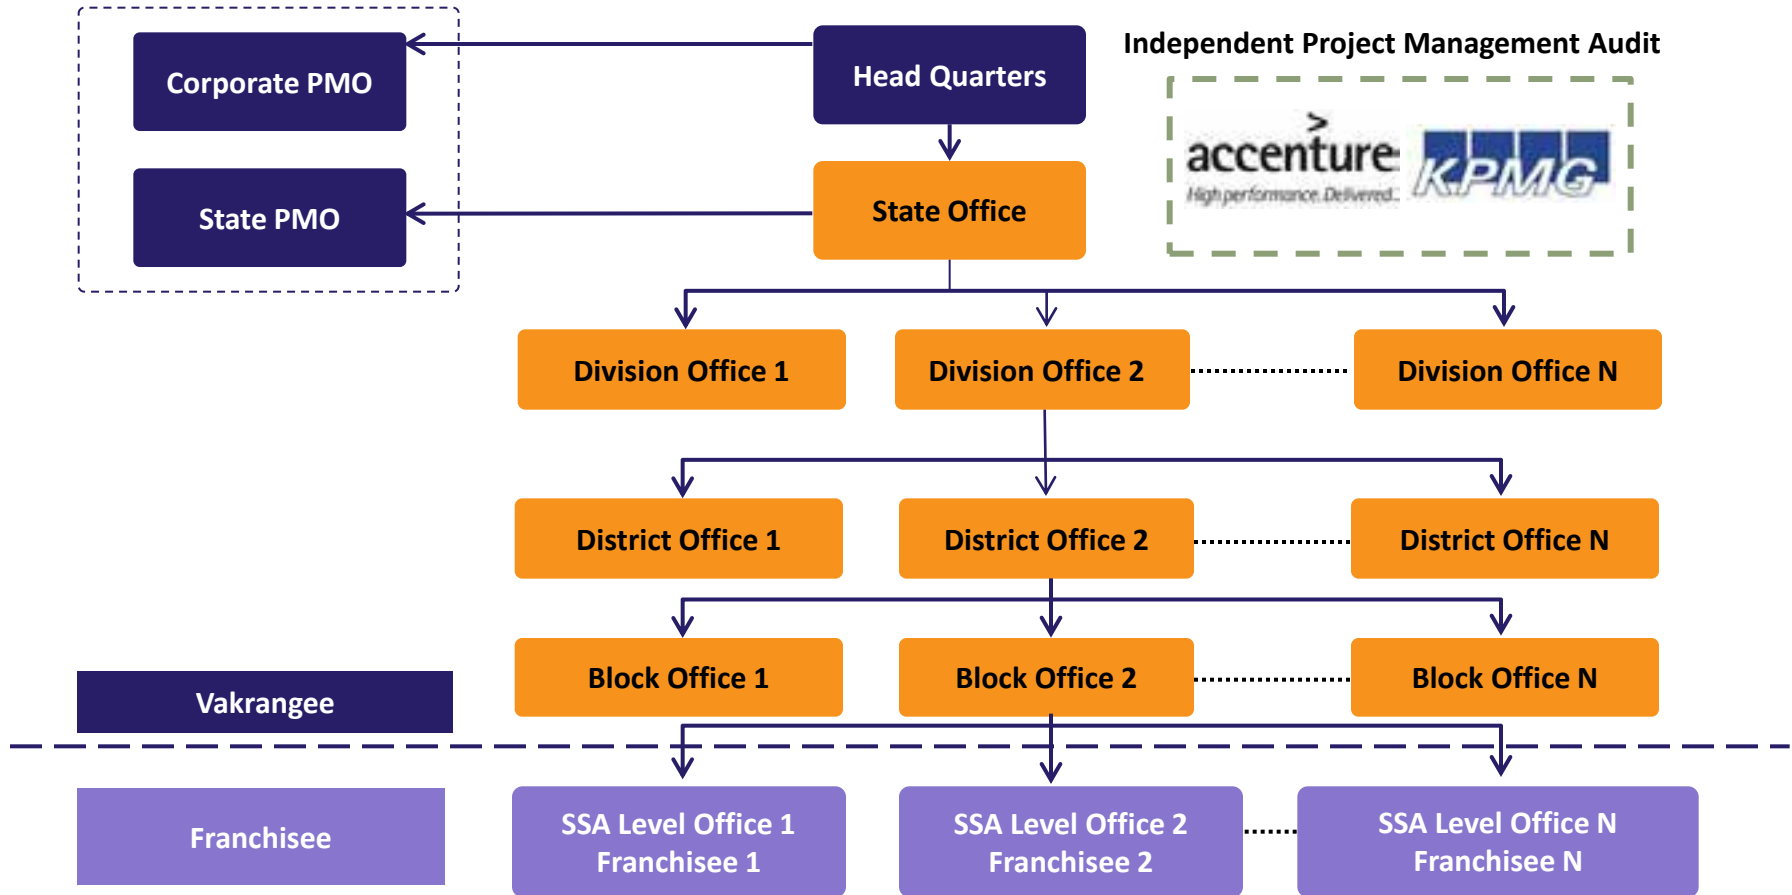 Corporate PMO
Head Quarters
Independent Project Management Audit
accenture
High performance. Delivered.
KPMG
State PMO
State Office
Division Office 1
Division Office 2
Division Office N
District Office 1
District Office 2
District Office N
Block Office 1
Block Office 2
Block Office N
Vakrangee
Franchisee
SSA Level Office 1
Franchisee 1
SSA Level Office 2
Franchisee 2
SSA Level Office N
Franchisee N